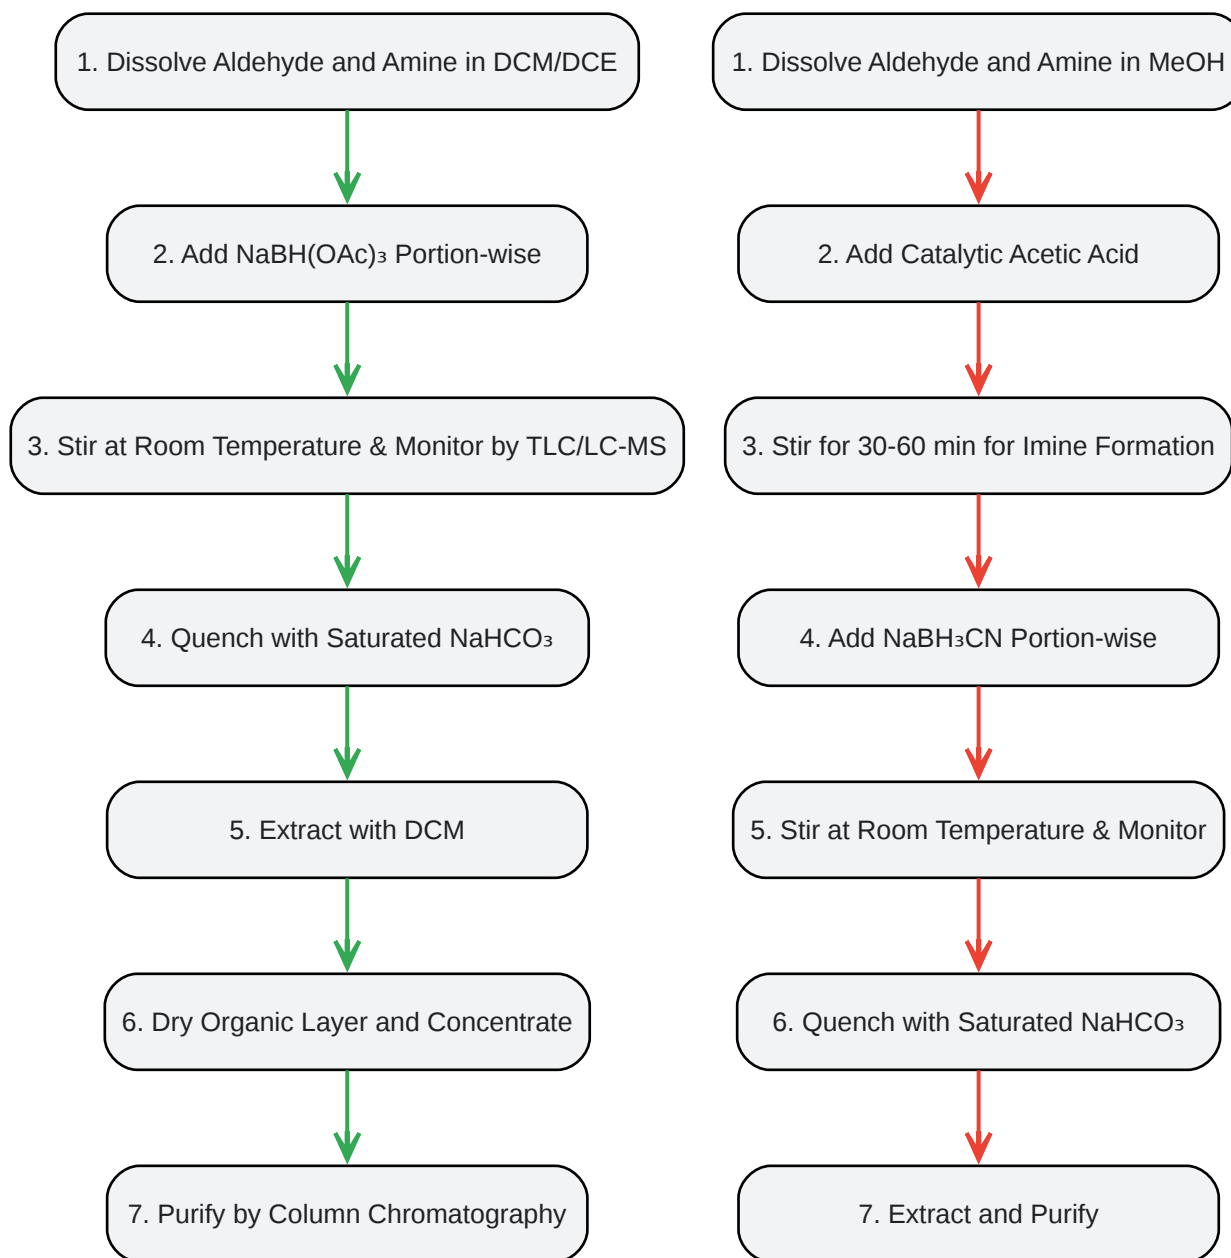 1. Dissolve Aldehyde and Amine in DCM/DCE
2. Add NaBH(OAc)₃ Portion-wise
3. Stir at Room Temperature & Monitor by TLC/LC-MS
4. Quench with Saturated NaHCO₃
5. Extract with DCM
6. Dry Organic Layer and Concentrate
7. Purify by Column Chromatography
1. Dissolve Aldehyde and Amine in MeOH
2. Add Catalytic Acetic Acid
3. Stir for 30-60 min for Imine Formation
4. Add NaBH₃CN Portion-wise
5. Stir at Room Temperature & Monitor
6. Quench with Saturated NaHCO₃
7. Extract and Purify